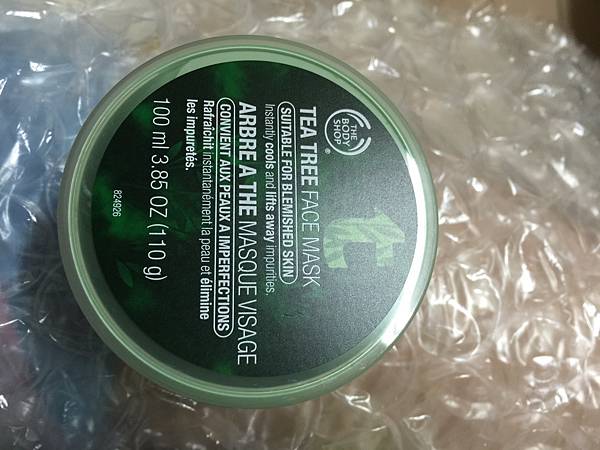 THE
BODY
SHOP
®
TEA TREE FACE MASK
SUITABLE FOR BLEMISHED SKIN
Instantly cools and lifts away impurities.
ARBRE A THE MASQUE VISAGE
CONVIENT AUX PEAUX A IMPERFECTIONS
Rafraîchit instantanément la peau et élimine
les impuretés.
100 ml 3.85 OZ (110 g)
824926